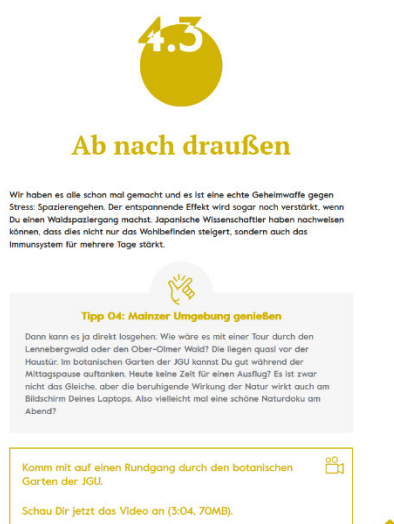 4.3
Ab nach draußen
Wir haben es alle schon mal gemacht und es ist eine echte Geheimwaffe gegen
Stress: Spazierengehen. Der entspannende Effekt wird sogar noch verstärkt, wenn
Du einen Waldspaziergang machst. Japanische Wissenschaftler haben nachweisen
können, dass dies nicht nur das Wohlbefinden steigert, sondern auch das
Immunsystem für mehrere Tage stärkt.
Tipp 04: Mainzer Umgebung genießen
Dann kann es ja direkt losgehen: Wie wäre es mit einer Tour durch den
Lennebergwald oder den Ober-Olmer Wald? Die liegen quasi vor der
Haustür. Im botanischen Garten der JGU kannst Du gut während der
Mittagspause auftanken. Heute keine Zeit für einen Ausflug? Es ist zwar
nicht das Gleiche, aber die beruhigende Wirkung der Natur wirkt auch am
Bildschirm Deines Laptops. Also vielleicht mal eine schöne Naturdoku am
Abend?
Komm mit auf einen Rundgang durch den botanischen
Garten der JGU.
Schau Dir jetzt das Video an (3:04, 70MB).